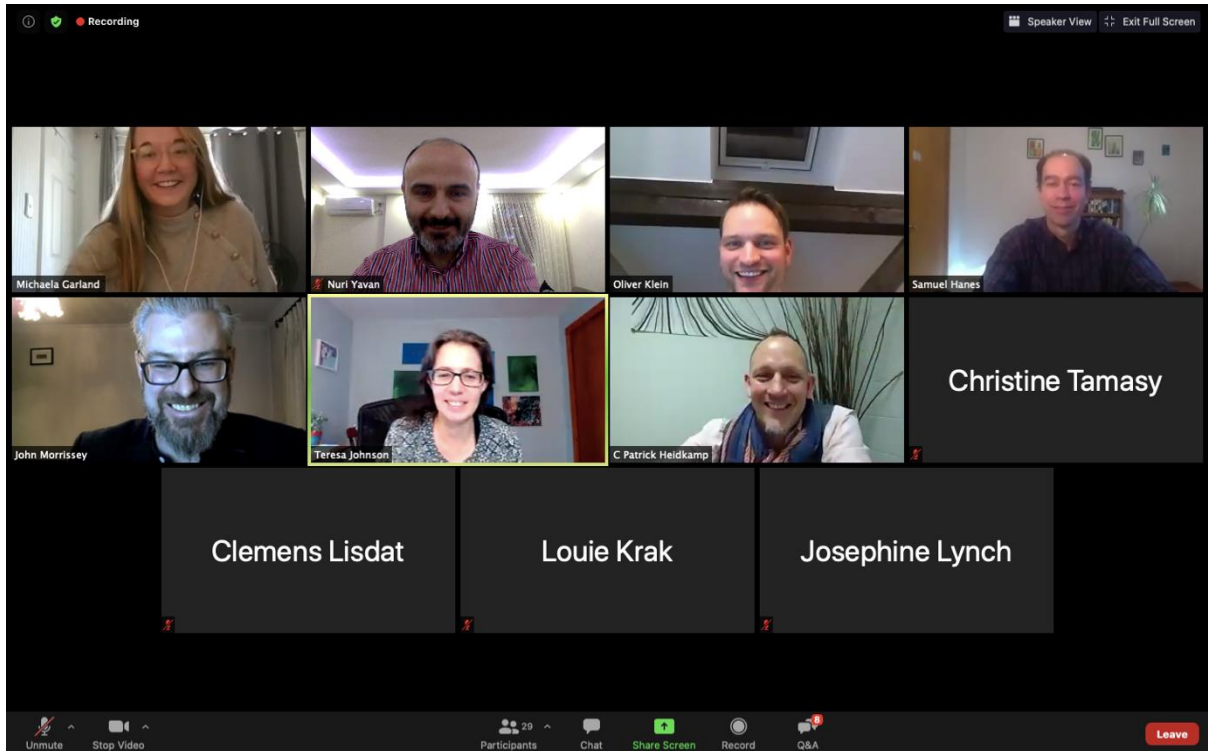 Recording
Speaker View
Exit Full Screen
Michaela Garland
Nuri Yavan
Oliver Klein
Samuel Hanes
John Morrissey
Teresa Johnson
C Patrick Heidkamp
Christine Tamasy
Clemens Lisdat
Louie Krak
Josephine Lynch
Unmute
Stop Video
29
Participants
Chat
Share Screen
Record
8
Q&A
Leave